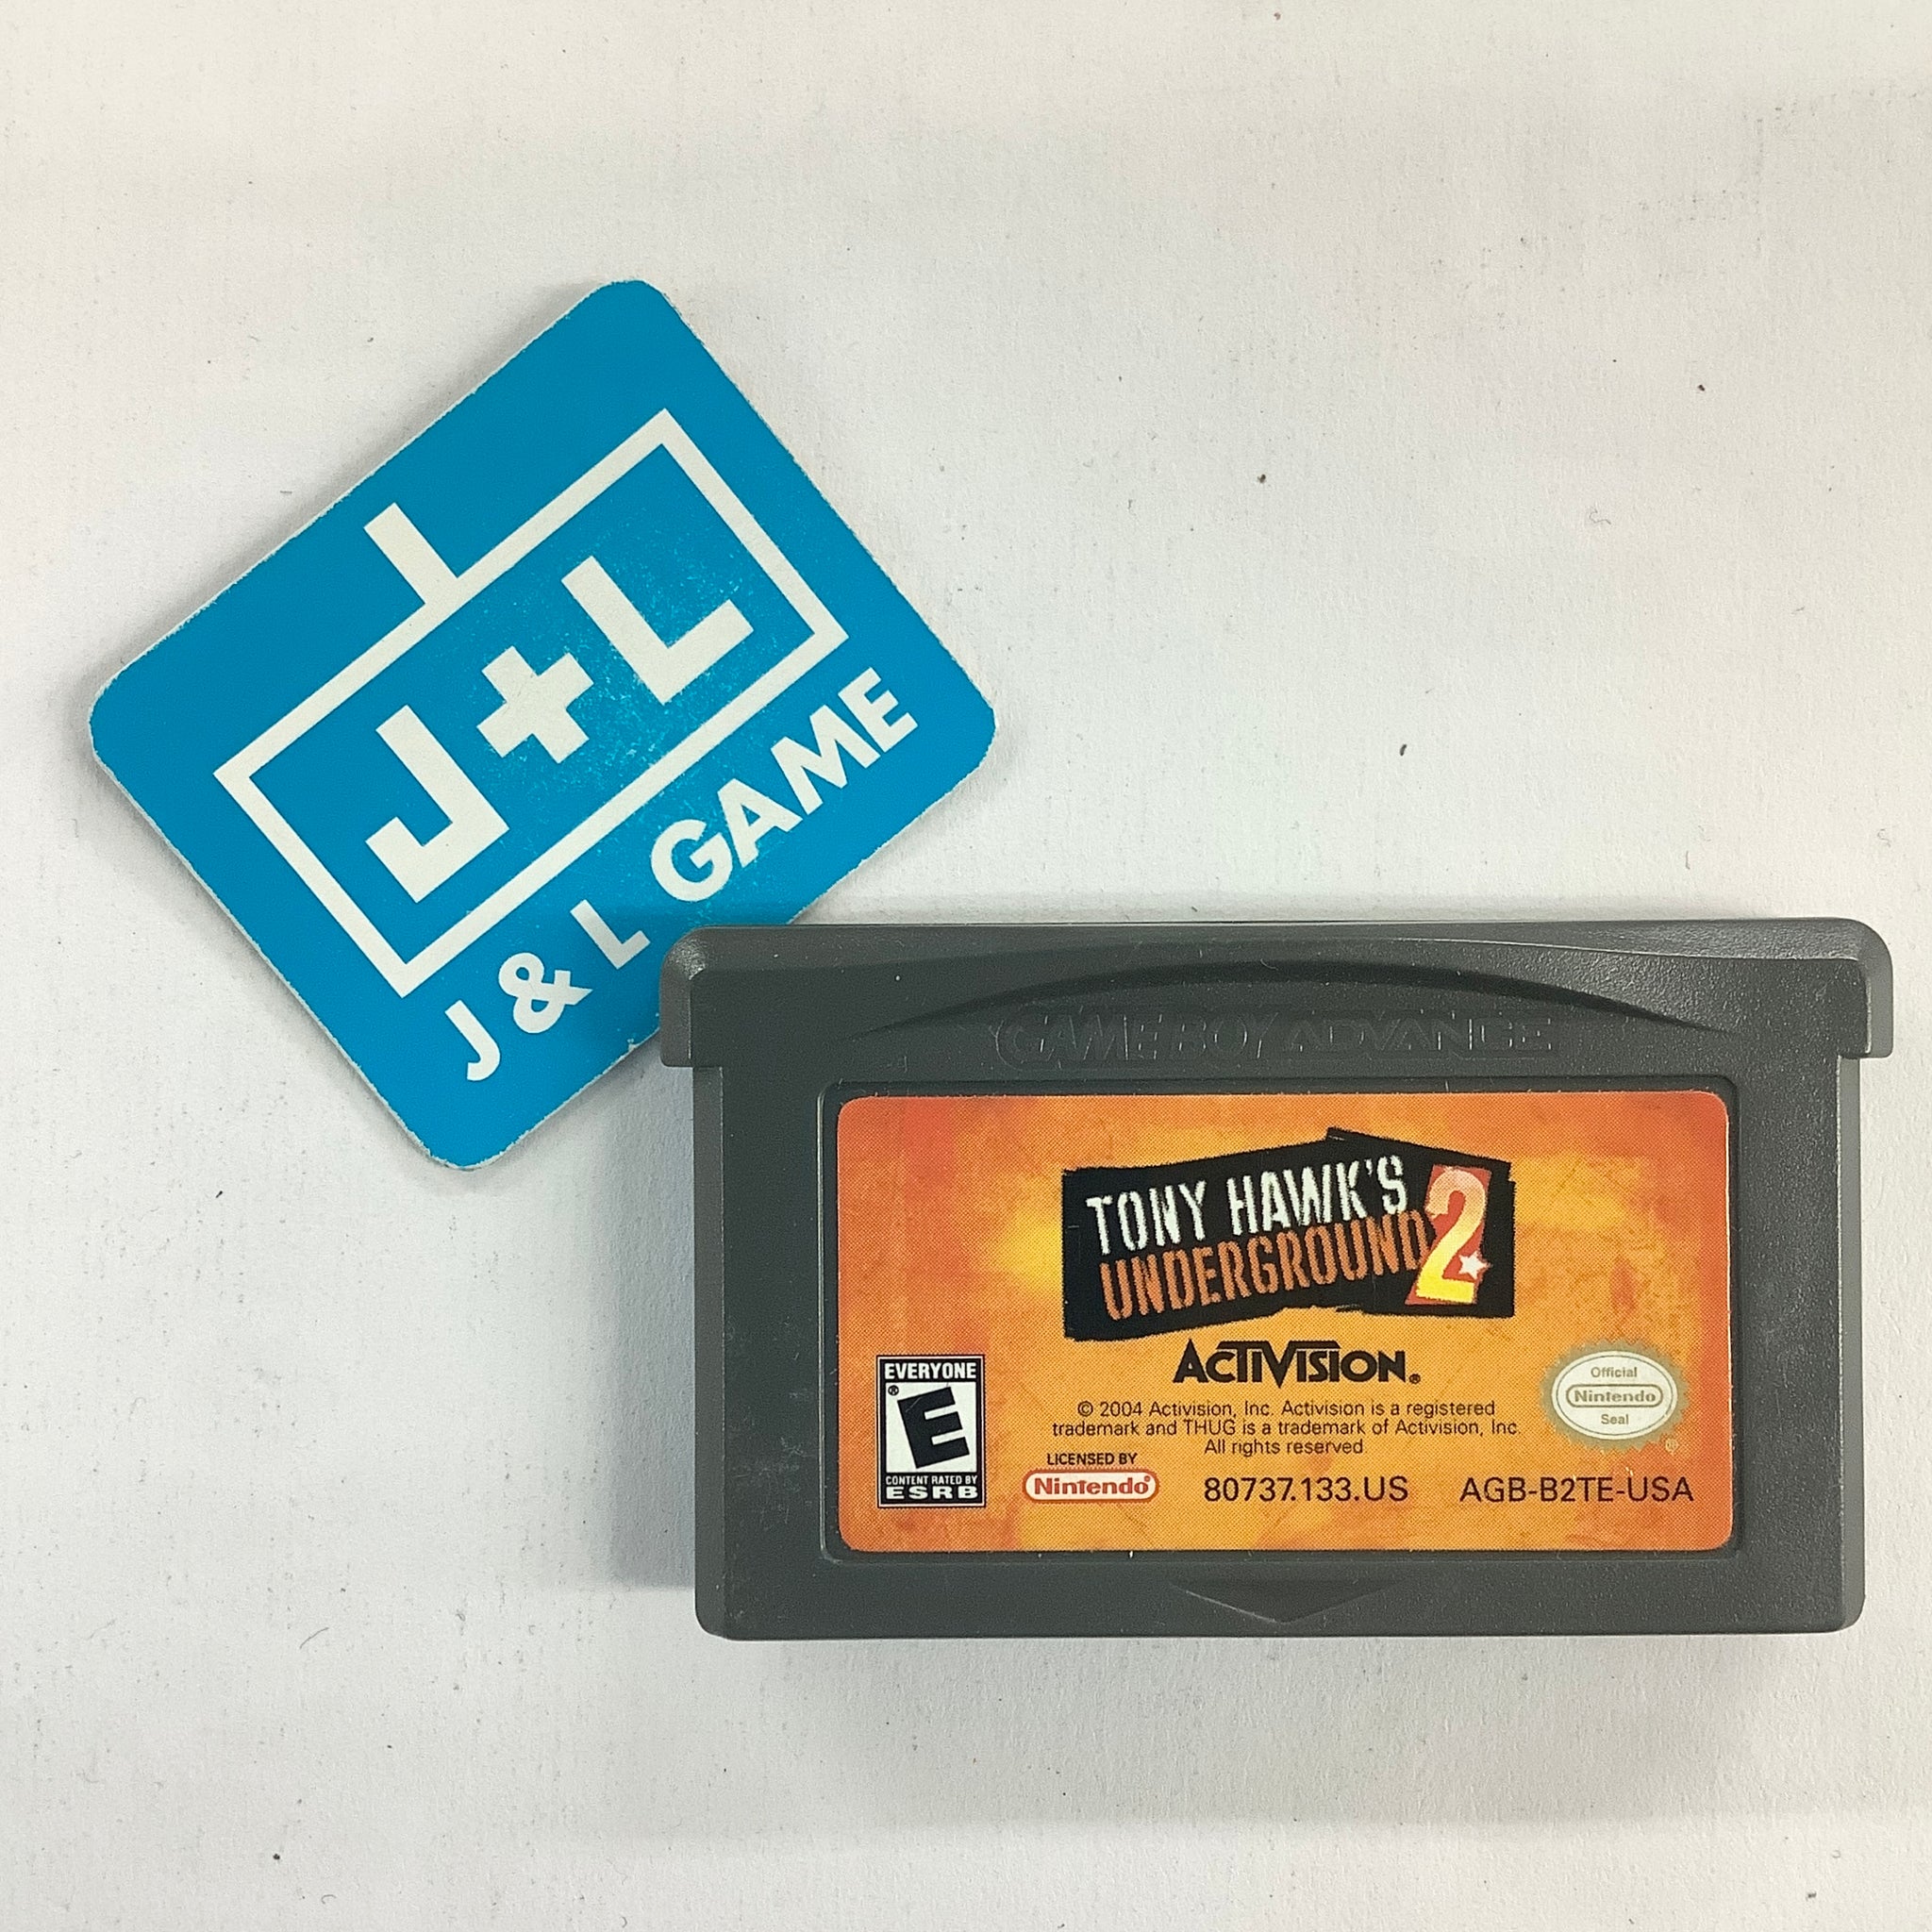 J+L
J & L GAME
GAME BOY ADVANCE
TONY HAWK'S
UNDERGROUND 2
ACTIVISION.
EVERYONE
®
E
CONTENT RATED BY
ESRB
© 2004 Activision, Inc. Activision is a registered
trademark and THUG is a trademark of Activision, Inc.
All rights reserved.
LICENSED BY
Nintendo®
80737.133.US
AGB-B2TE-USA
Official
Nintendo
Seal
®